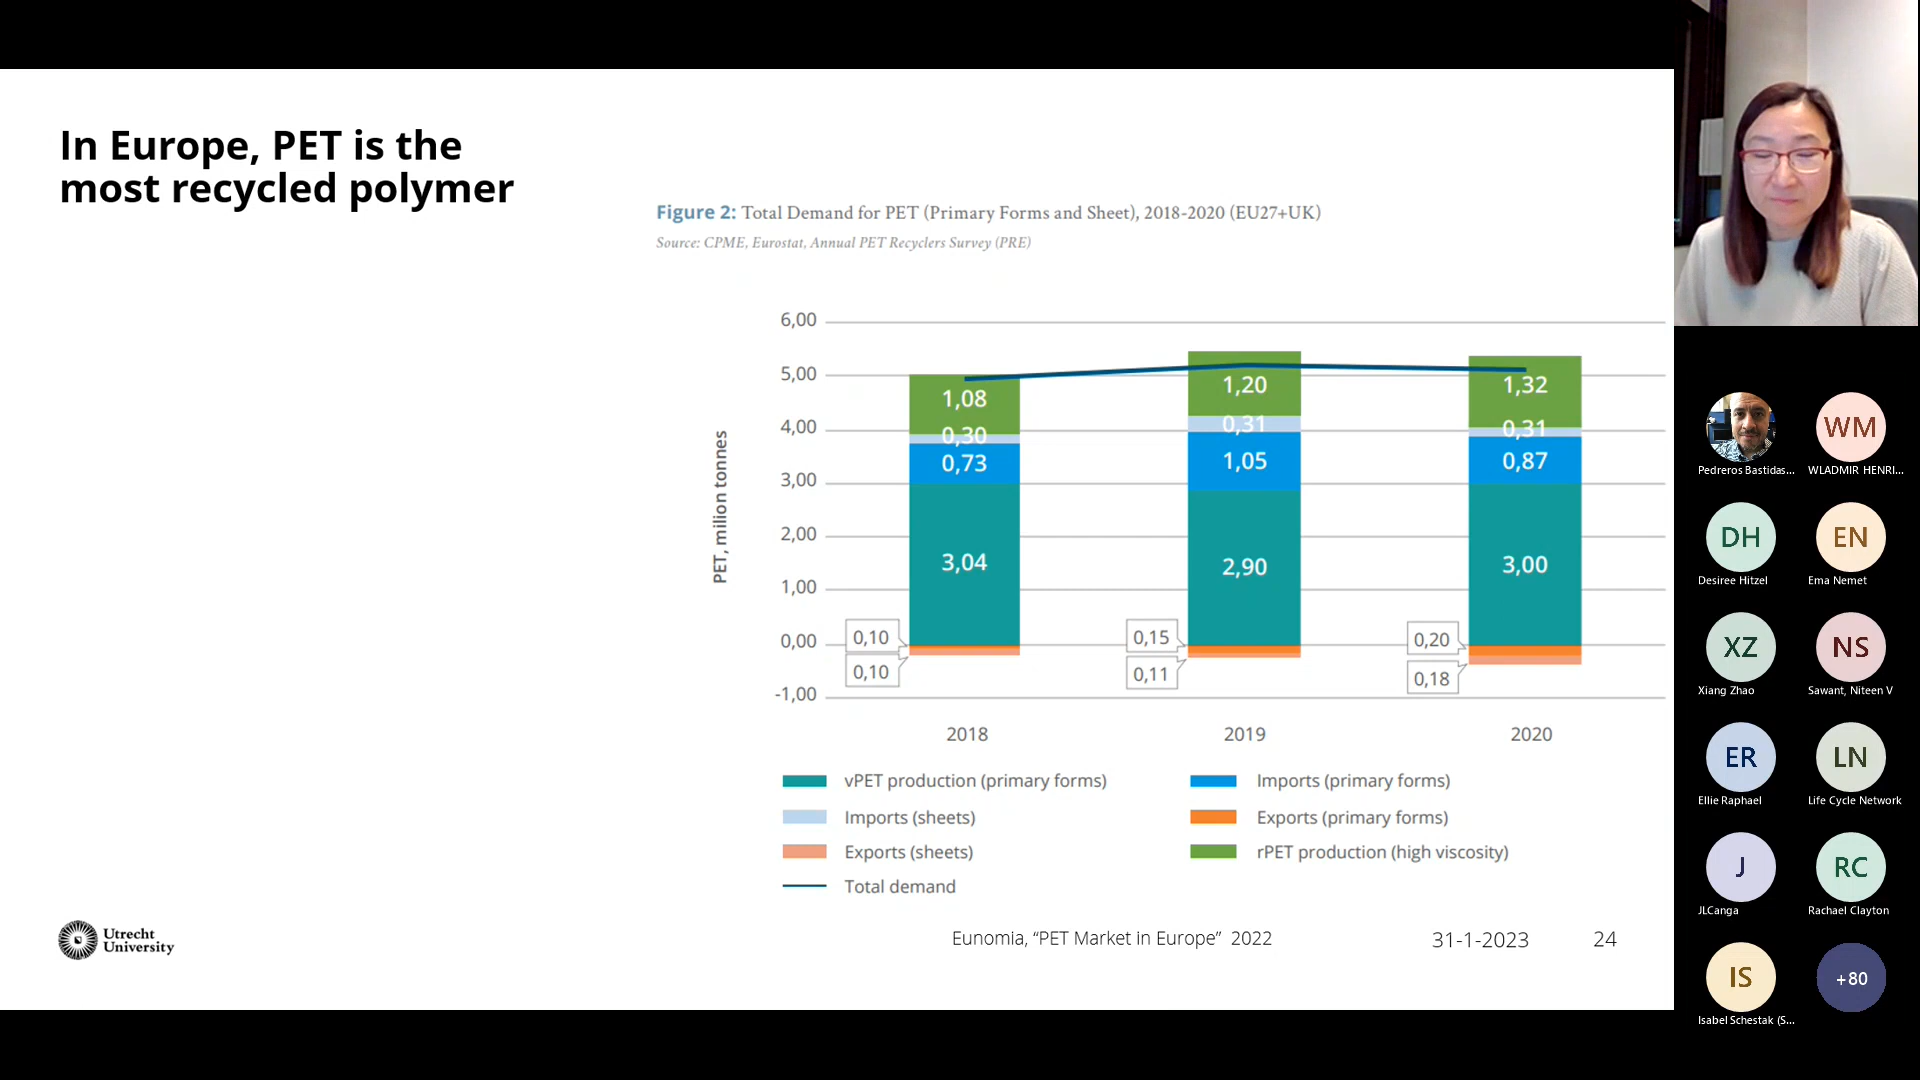 In Europe, PET is the
most recycled polymer
Figure 2: Total Demand for PET (Primary Forms and Sheet), 2018-2020 (EU27+UK)
Source: CPME, Eurostat, Annual PET Recyclers Survey (PRE)
PET, milion tonnes
6,00
5,00
4,00
3,00
2,00
1,00
0,00
-1,00
1,08
0,30
0,73
3,04
0,10
0,10
1,20
0,31
1,05
2,90
0,15
0,11
1,32
0,31
0,87
3,00
0,20
0,18
2018 2019 2020
vPET production (primary forms) Imports (primary forms)
Imports (sheets) Exports (primary forms)
Exports (sheets) rPET production (high viscosity)
Total demand
Utrecht
University
Eunomia, “PET Market in Europe” 2022 31-1-2023 24
WM
Pedreros Bastidas... WLADMIR HENRI...
DH EN
Desiree Hitzel Ema Nemet
XZ NS
Xiang Zhao Sawant, Niteen V
ER LN
Ellie Raphael Life Cycle Network
J RC
JLCanga Rachael Clayton
IS +80
Isabel Schestak (S...